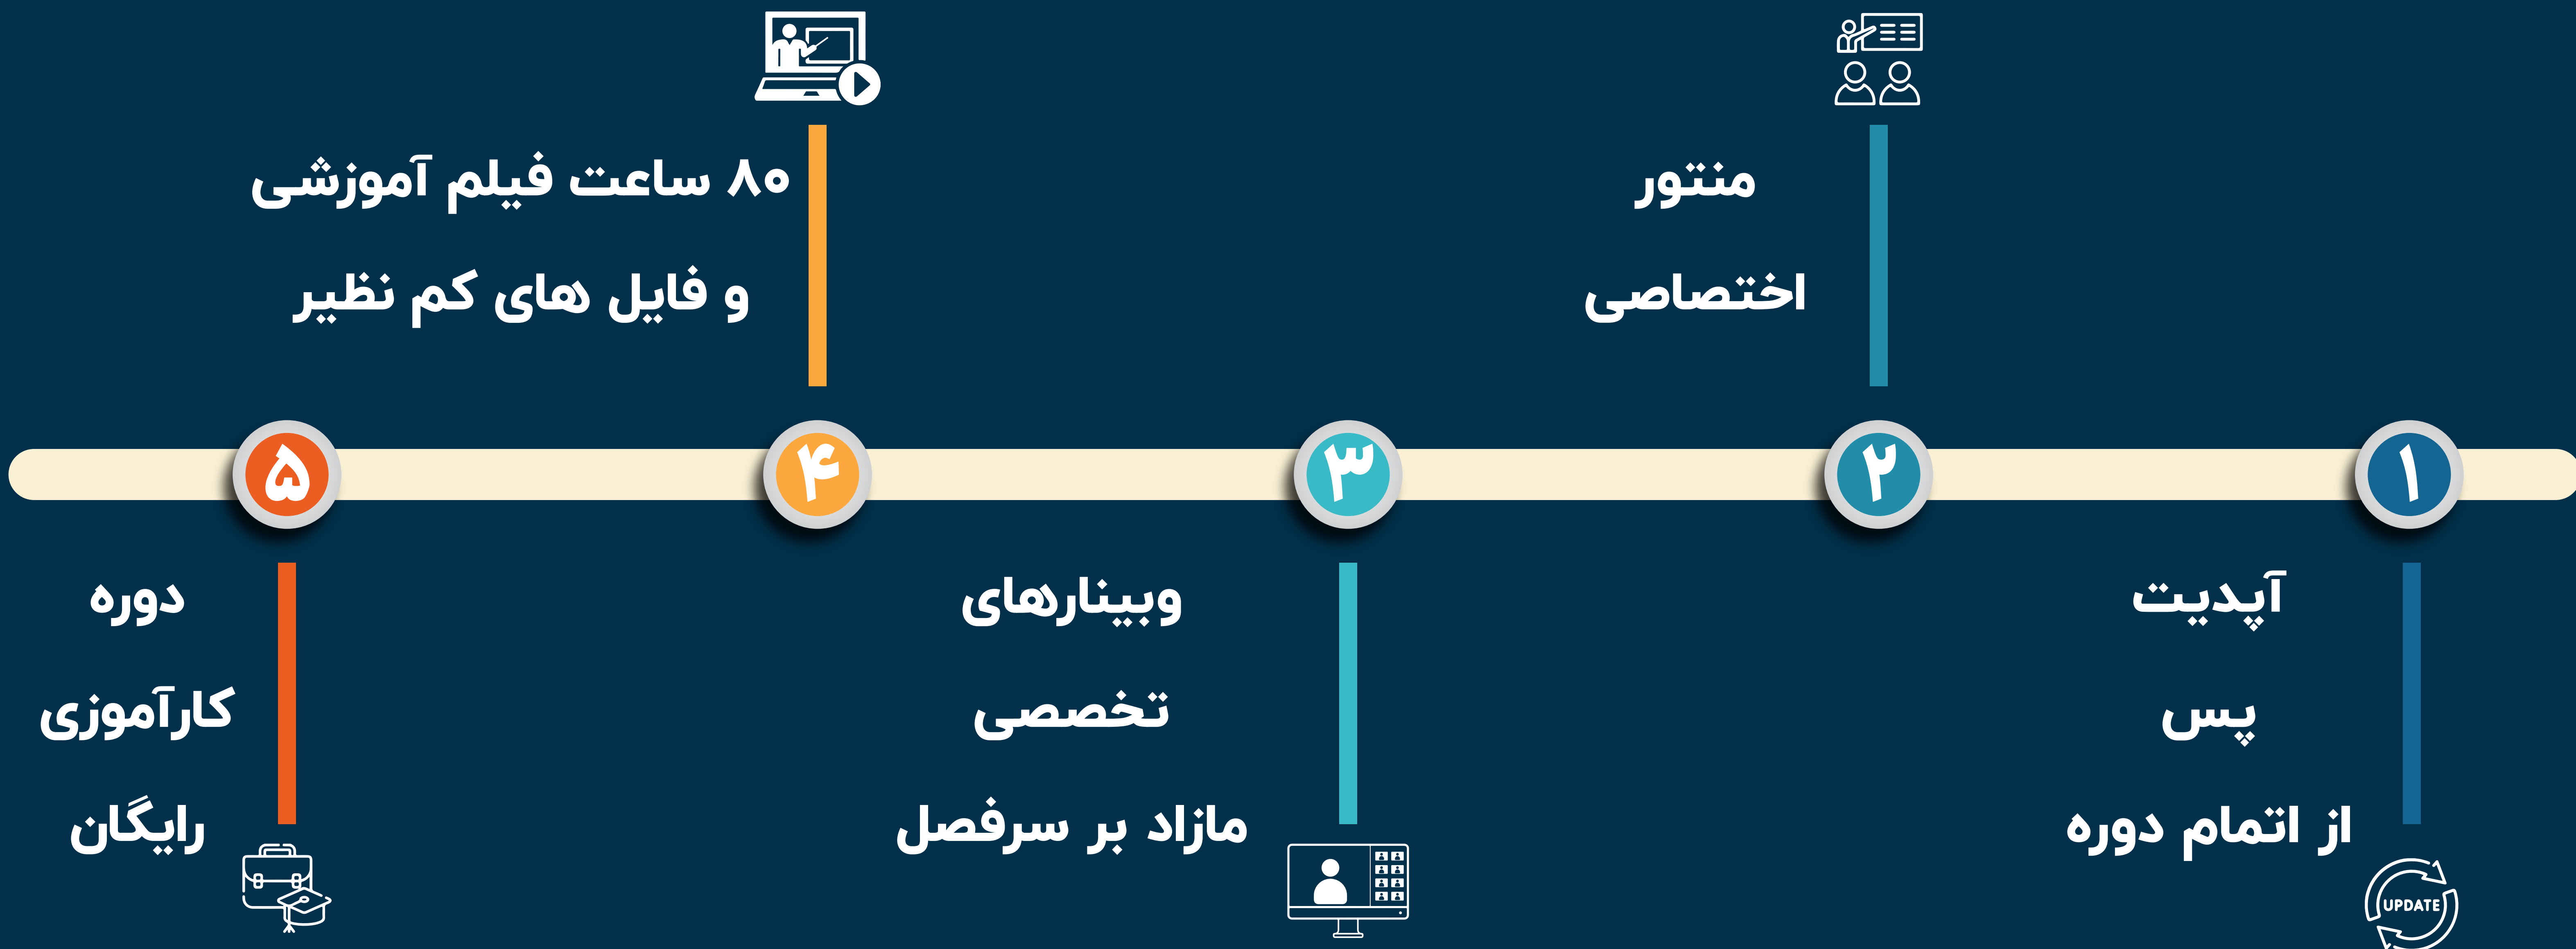 ۱
آپدیت
پس
از اتمام دوره
UPDATE
۲
منتور
اختصاصی
۳
وبینارهای
تخصصی
مازاد بر سرفصل
۴
۸۰ ساعت فیلم آموزشی
و فایل های کم نظیر
۵
دوره
کارآموزی
رایگان